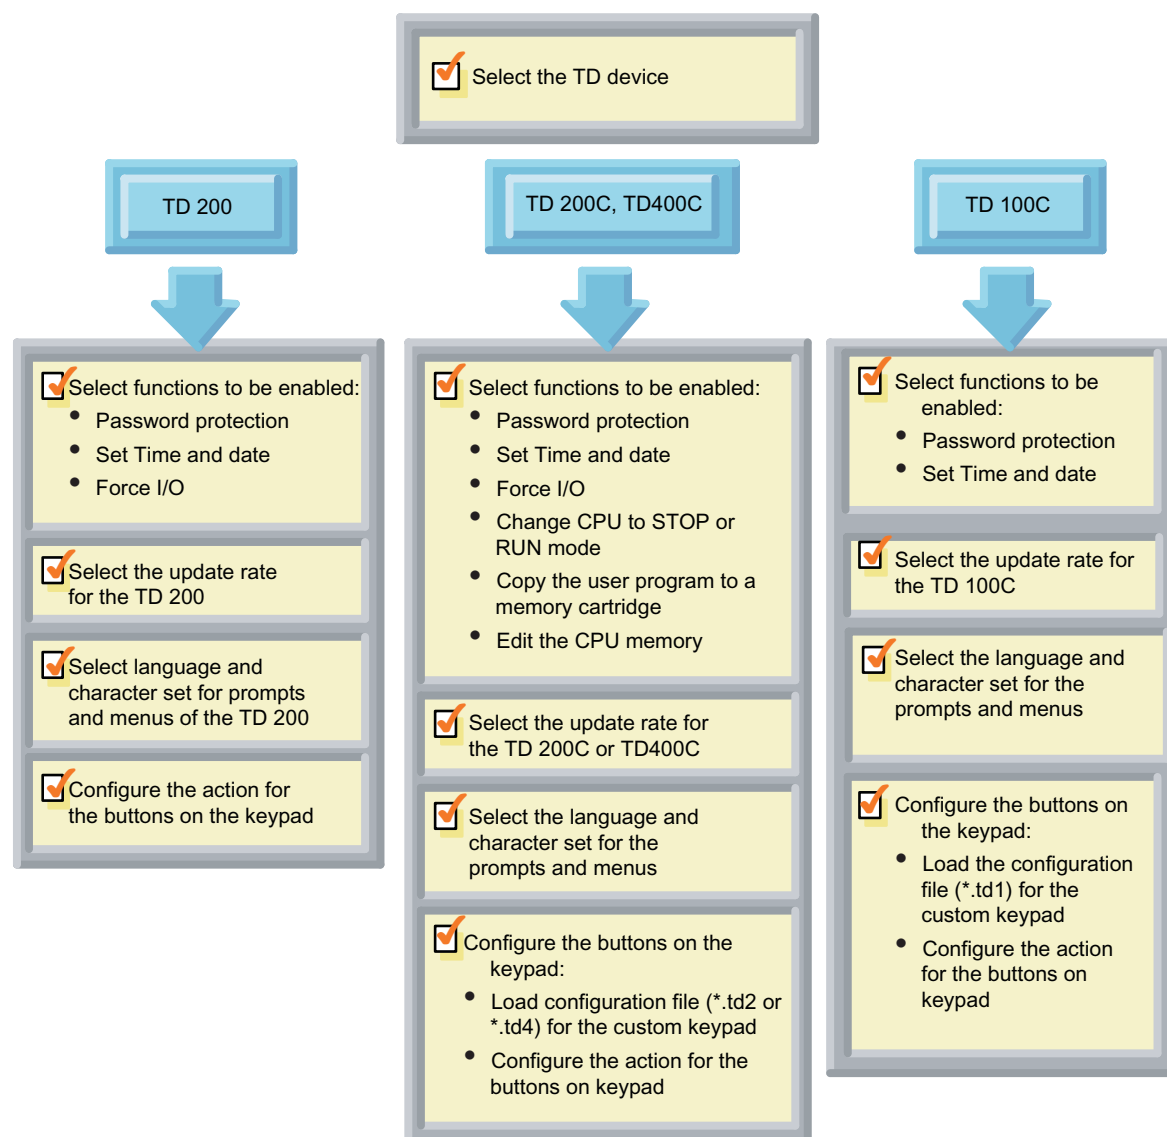 Select the TD device
TD 200
Select functions to be enabled:
• Password protection
• Set Time and date
• Force I/O
Select the update rate
for the TD 200
Select language and
character set for prompts
and menus of the TD 200
Configure the action for
the buttons on the keypad
TD 200C, TD400C
Select functions to be enabled:
• Password protection
• Set Time and date
• Force I/O
• Change CPU to STOP or
RUN mode
• Copy the user program to a
memory cartridge
• Edit the CPU memory
Select the update rate for
the TD 200C or TD400C
Select the language and
character set for the
prompts and menus
Configure the buttons on the
keypad:
• Load configuration file (*.td2 or
*.td4) for the custom keypad
• Configure the action for the
buttons on keypad
TD 100C
Select functions to be
enabled:
• Password protection
• Set Time and date
Select the update rate for
the TD 100C
Select the language and
character set for the
prompts and menus
Configure the buttons on
the keypad:
• Load the configuration
file (*.td1) for the
custom keypad
• Configure the action
for the buttons on
keypad